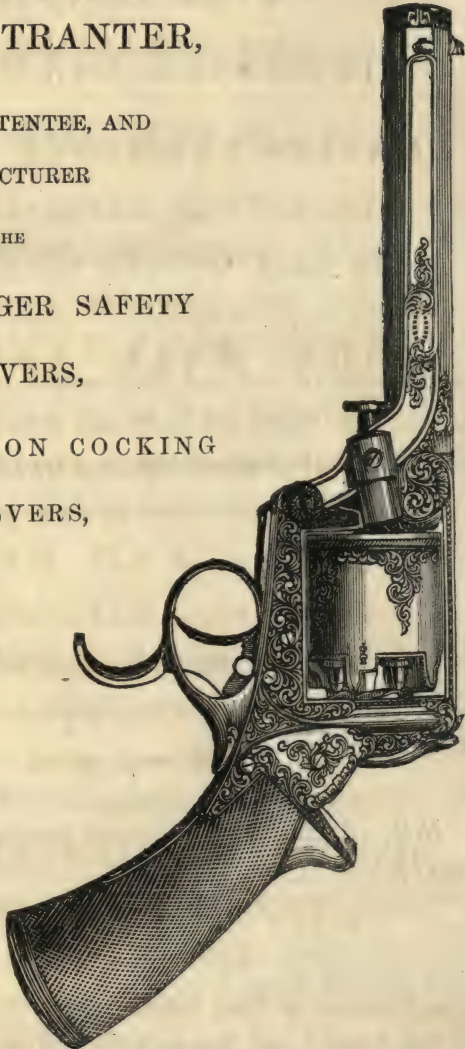 TRANTER,
TENTEE, AND
CTURER
HE
GER SAFETY
VERS,
ON COCKING
VERS,